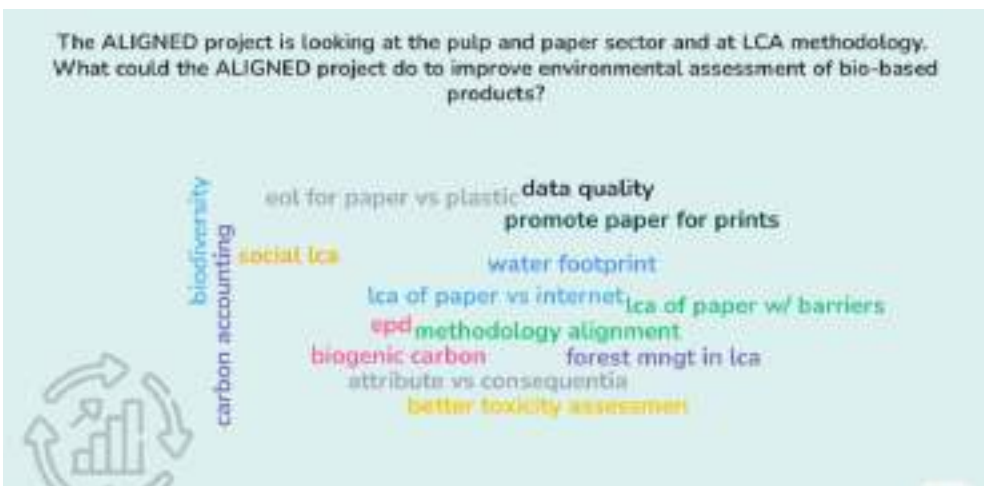 The ALIGNED project is looking at the pulp and paper sector and at LCA methodology.
What could the ALIGNED project do to improve environmental assessment of bio-based
products?
biodiversity
carbon accounting
eol for paper vs plastic
data quality
promote paper for prints
social lca
water footprint
lca of paper vs internet
lca of paper w/ barriers
epd
methodology alignment
biogenic carbon
forest mngt in lca
attribute vs consequentia
better toxicity assessmen